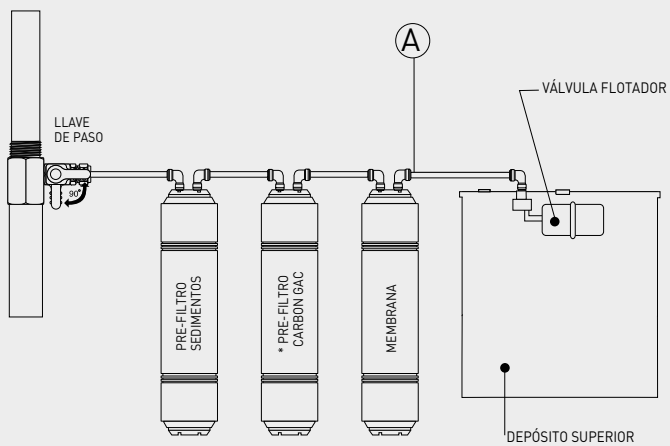 A
VÁLVULA FLOTADOR
LLAVE
DE PASO
90°
PRE-FILTRO
SEDIMENTOS
* PRE-FILTRO
CARBON GAC
MEMBRANA
DEPÓSITO SUPERIOR